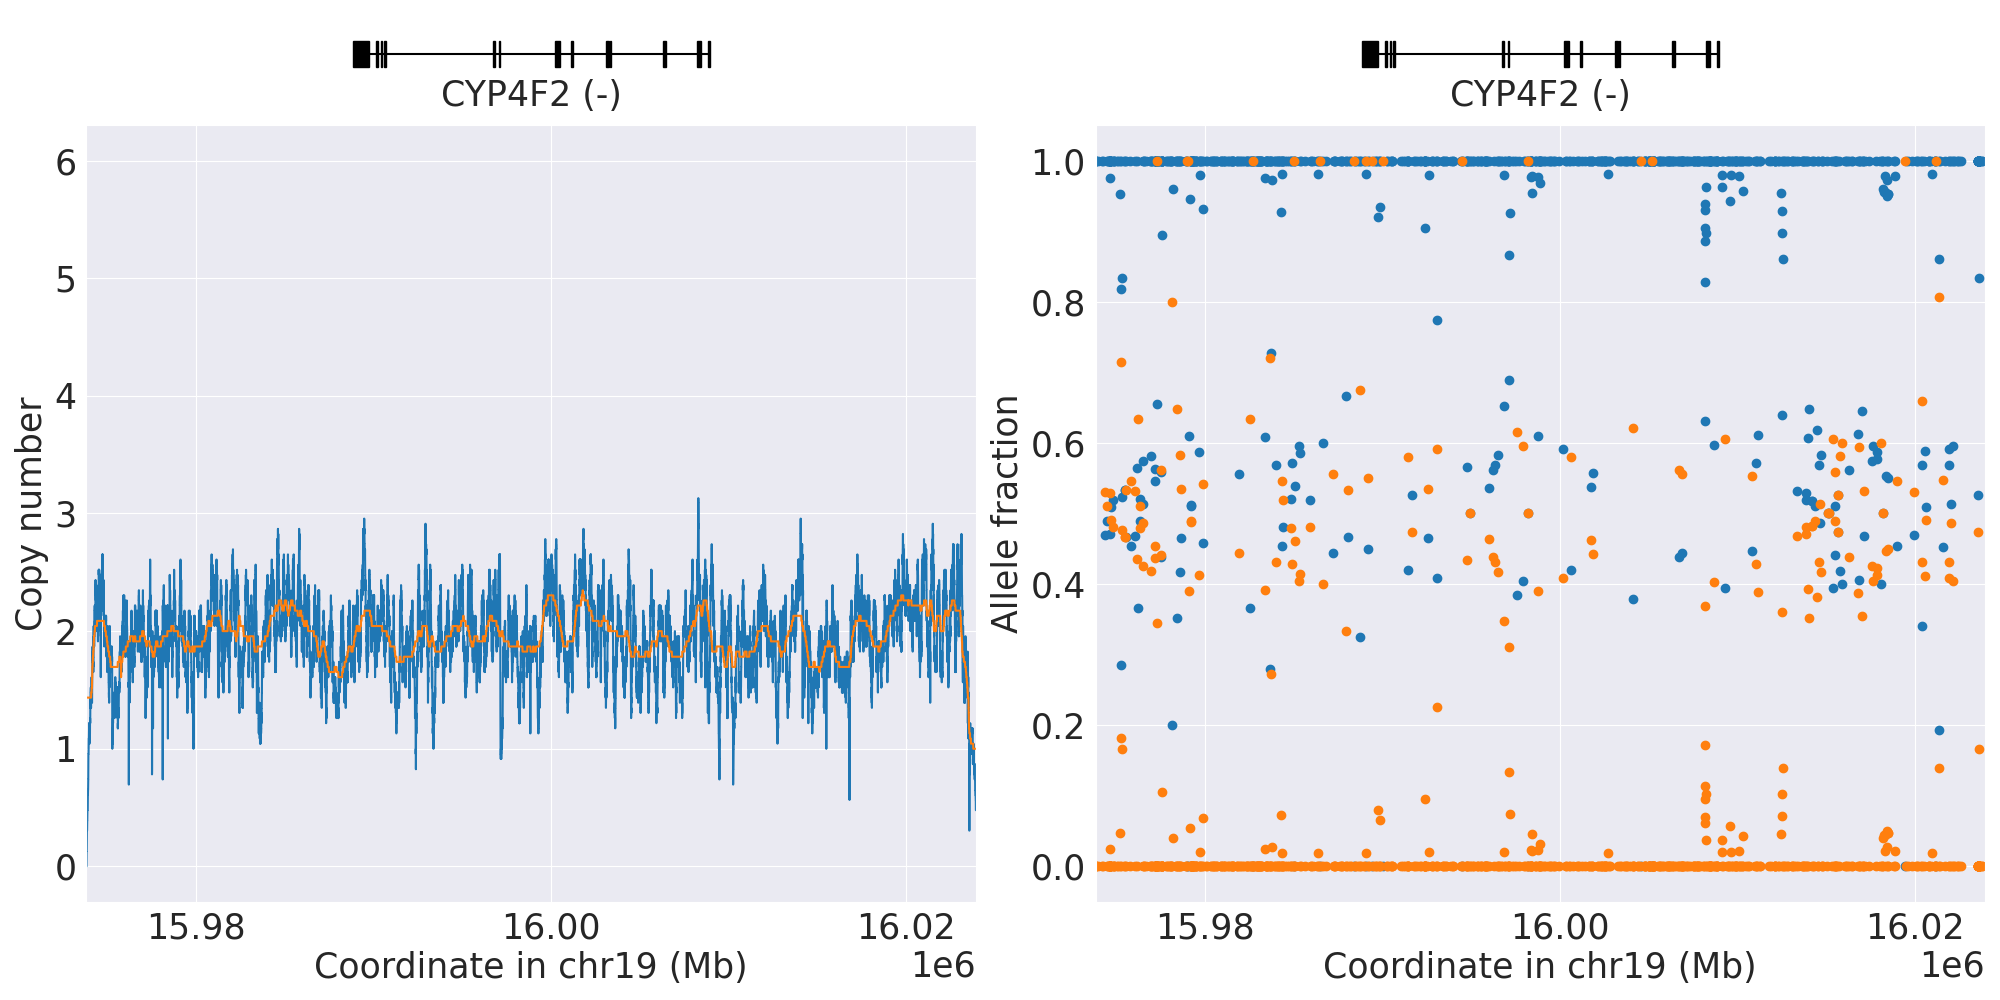 CYP4F2 (-)
Copy number
6
5
4
3
2
1
0
15.98
16.00
16.02
1e6
Coordinate in chr19 (Mb)
CYP4F2 (-)
Allele fraction
1.0
0.8
0.6
0.4
0.2
0.0
15.98
16.00
16.02
1e6
Coordinate in chr19 (Mb)